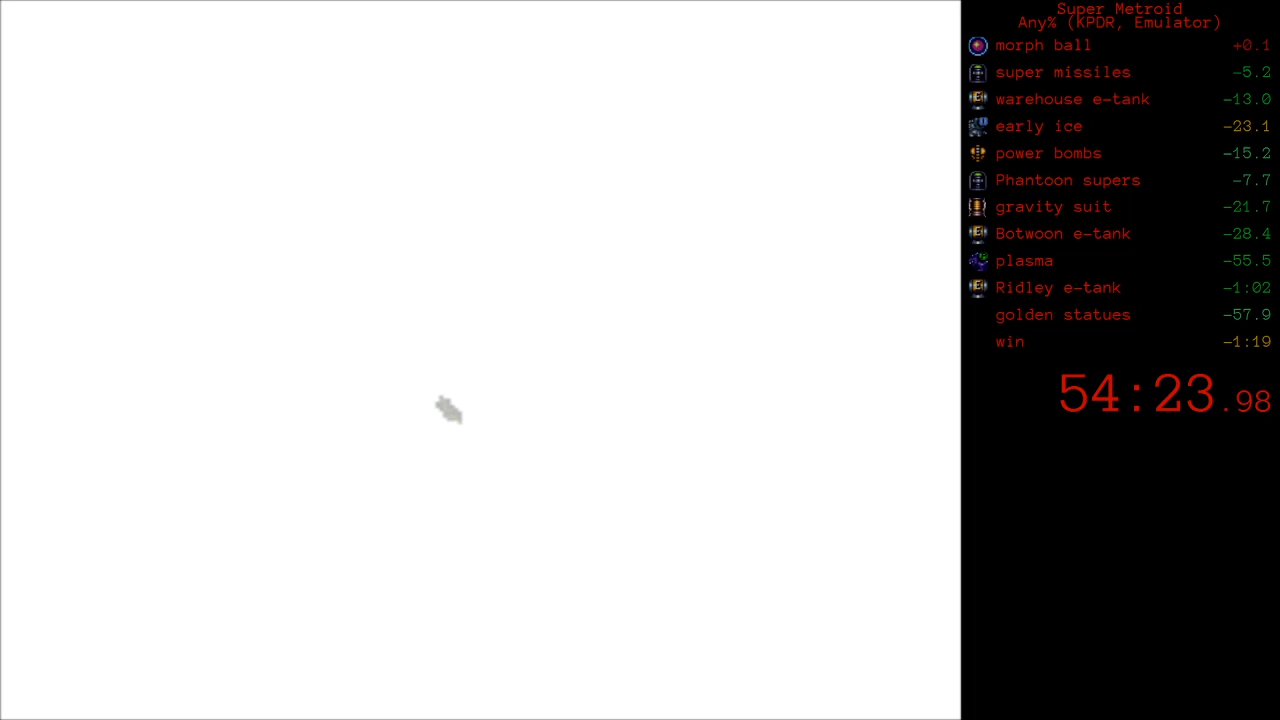 Super Metroid
Any% (KPDR, Emulator)
morph ball +0.1
super missiles -5.2
warehouse e-tank -13.0
early ice -23.1
power bombs -15.2
Phantoon supers -7.7
gravity suit -21.7
Botwoon e-tank -28.4
plasma -55.5
Ridley e-tank -1:02
golden statues -57.9
win -1:19
54:23.98